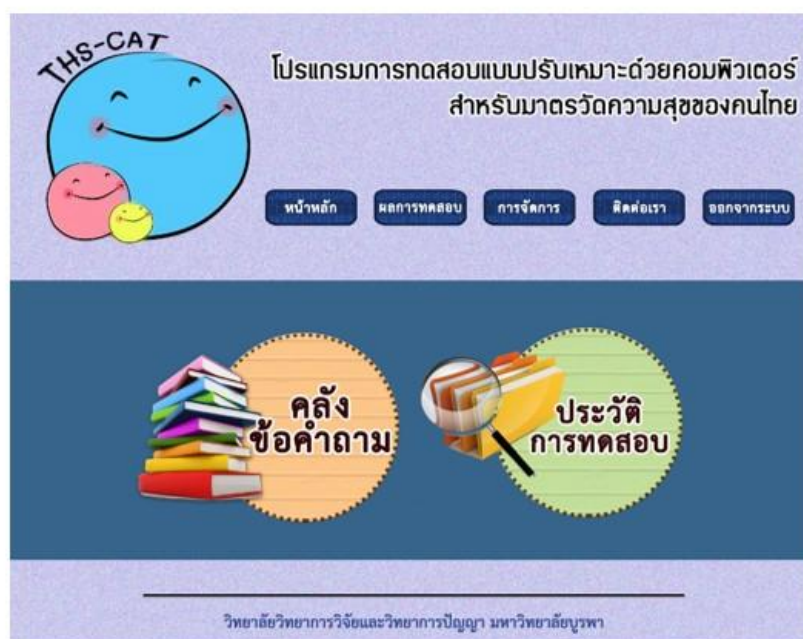 THS-CAT
โปรแกรมการทดสอบแบบปรับเหมาะด้วยคอมพิวเตอร์
สำหรับมาตรวัดความสุขของคนไทย
หน้าหลัก
ผลการทดสอบ
การจัดการ
ติดต่อเรา
ออกจากระบบ
คลัง
ข้อคำถาม
ประวัติ
การทดสอบ
วิทยาลัยวิทยาการวิจัยและวิทยาการปัญญา มหาวิทยาลัยบูรพา